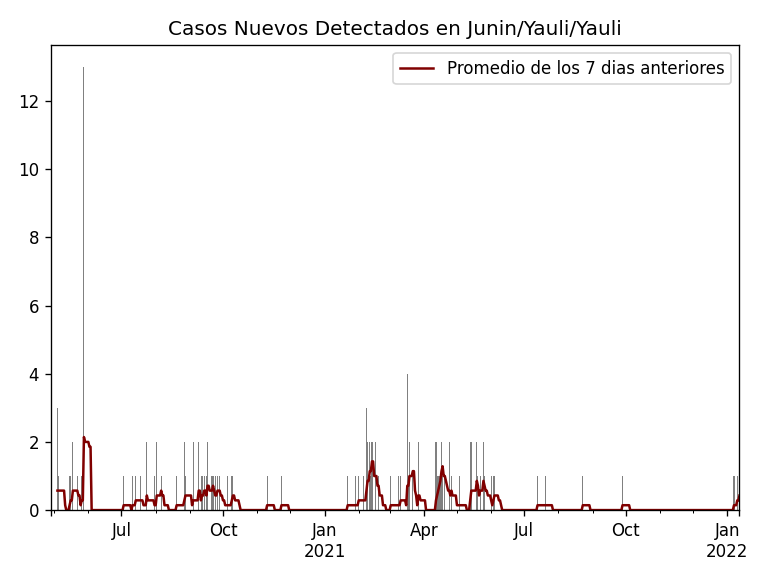 Casos Nuevos Detectados en Junin/Yauli/Yauli
Promedio de los 7 dias anteriores
12
10
8
6
4
2
0
Jul
Oct
Jan
2021
Apr
Jul
Oct
Jan
2022